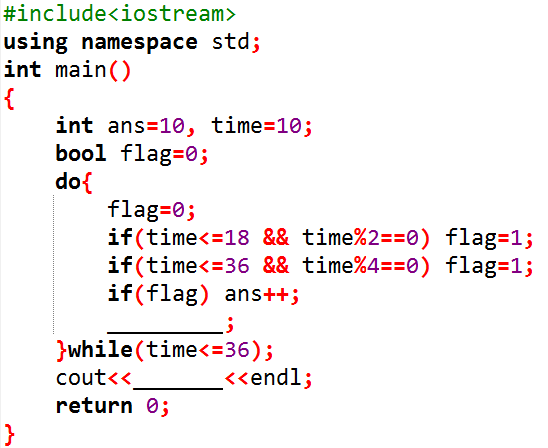 #include<iostream>
using namespace std;
int main()
{
    int ans=10, time=10;
    bool flag=0;
    do{
        flag=0;
        if(time<=18 && time%2==0) flag=1;
        if(time<=36 && time%4==0) flag=1;
        if(flag) ans++;
        _________;
    }while(time<=36);
    cout<<_______<<endl;
    return 0;
}